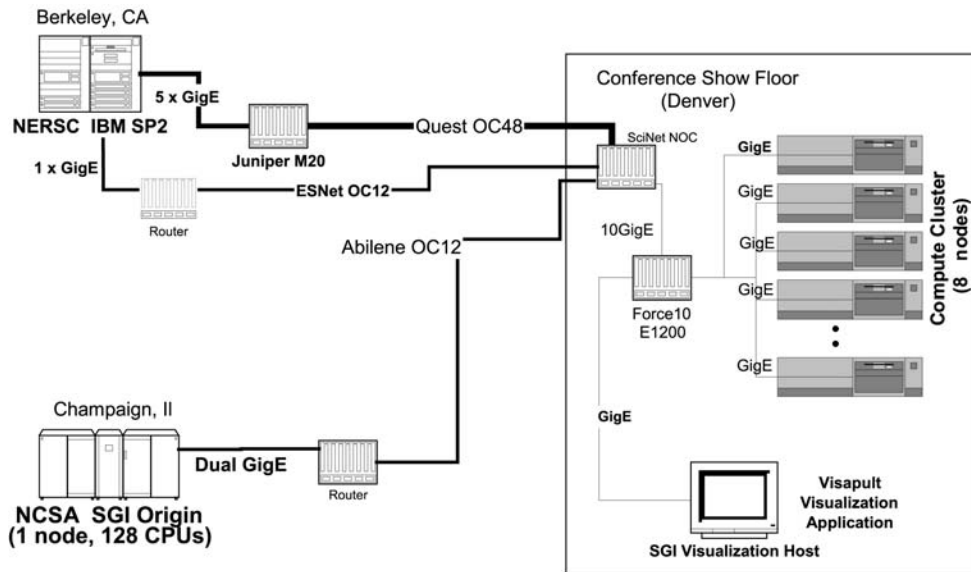 Berkeley, CA
5 x GigE
NERSC IBM SP2
Juniper M20
Quest OC48
1 x GigE
Router
ESNet OC12
Abilene OC12
Champaign, II
Dual GigE
Router
NCSA SGI Origin
(1 node, 128 CPUs)
Conference Show Floor
(Denver)
SciNet NOC
10GigE
Force10
E1200
GigE
GigE
GigE
GigE
GigE
Compute Cluster
(8 nodes)
GigE
SGI Visualization Host
Visapult
Visualization
Application